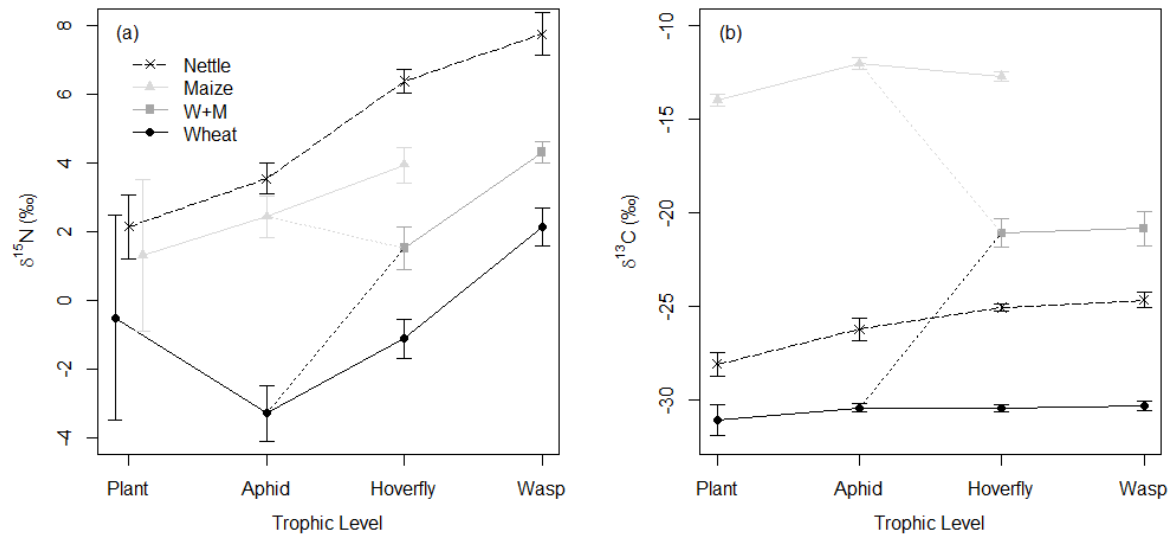 (a)
Nettle
Maize
W+M
Wheat
8
6
4
2
0
-2
-4
δ¹⁵N (‰)
Plant Aphid Hoverfly Wasp
Trophic Level
(b)
-10
-15
-20
-25
-30
δ¹³C (‰)
Plant Aphid Hoverfly Wasp
Trophic Level